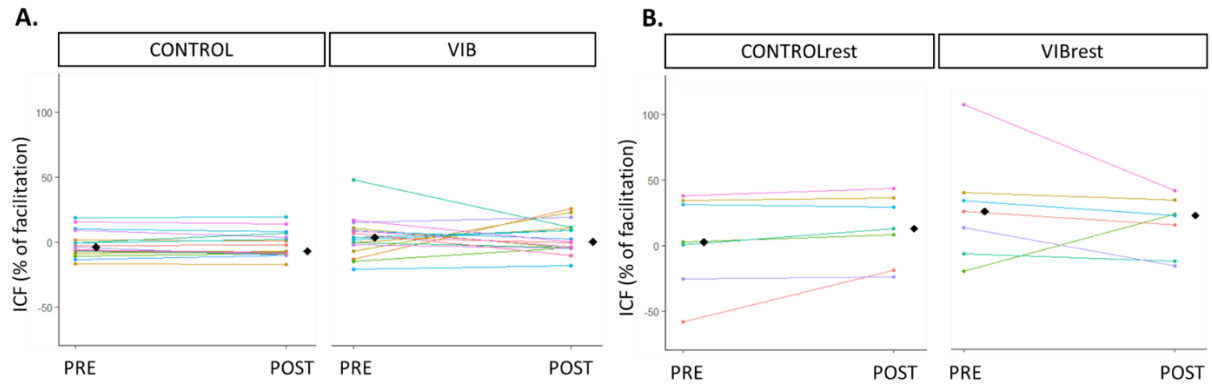 A.
CONTROL
VIB
ICF (% of facilitation)
100
50
0
-50
PRE
POST
PRE
POST
B.
CONTROLrest
VIBrest
ICF (% of facilitation)
100
50
0
-50
PRE
POST
PRE
POST